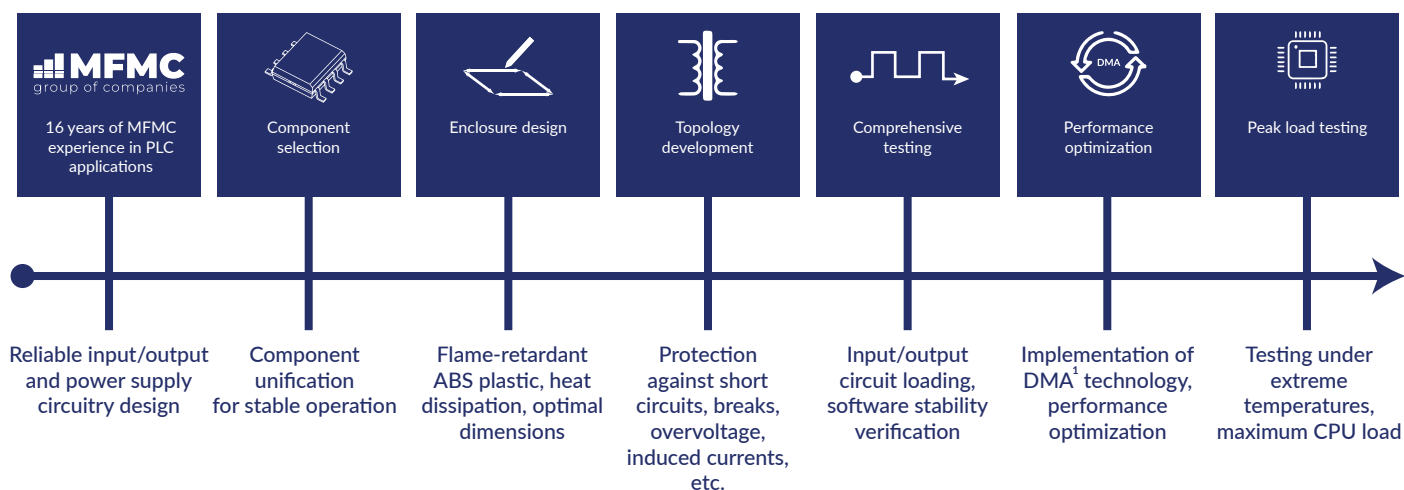 MFMC
group of companies
16 years of MFMC
experience in PLC
applications
Component
selection
Enclosure design
Topology
development
Comprehensive
testing
DMA
Performance
optimization
Peak load testing
Reliable input/output
and power supply
circuitry design
Component
unification
for stable operation
Flame-retardant
ABS plastic, heat
dissipation, optimal
dimensions
Protection
against short
circuits, breaks,
overvoltage,
induced currents,
etc.
Input/output
circuit loading,
software stability
verification
Implementation of
DMA¹ technology,
performance
optimization
Testing under
extreme
temperatures,
maximum CPU load